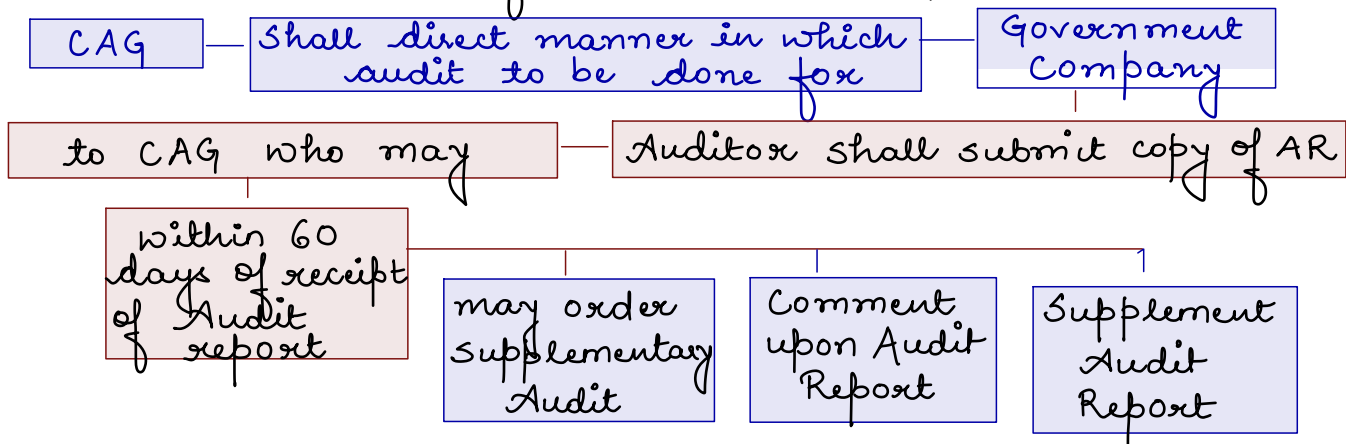 CAG
Shall direct manner in which
audit to be done for
Government
Company
to CAG who may
Auditor shall submit copy of AR
within 60
days of receipt
of Audit
report
may order
supplementary
Audit
Comment
upon Audit
Report
Supplement
Audit
Report